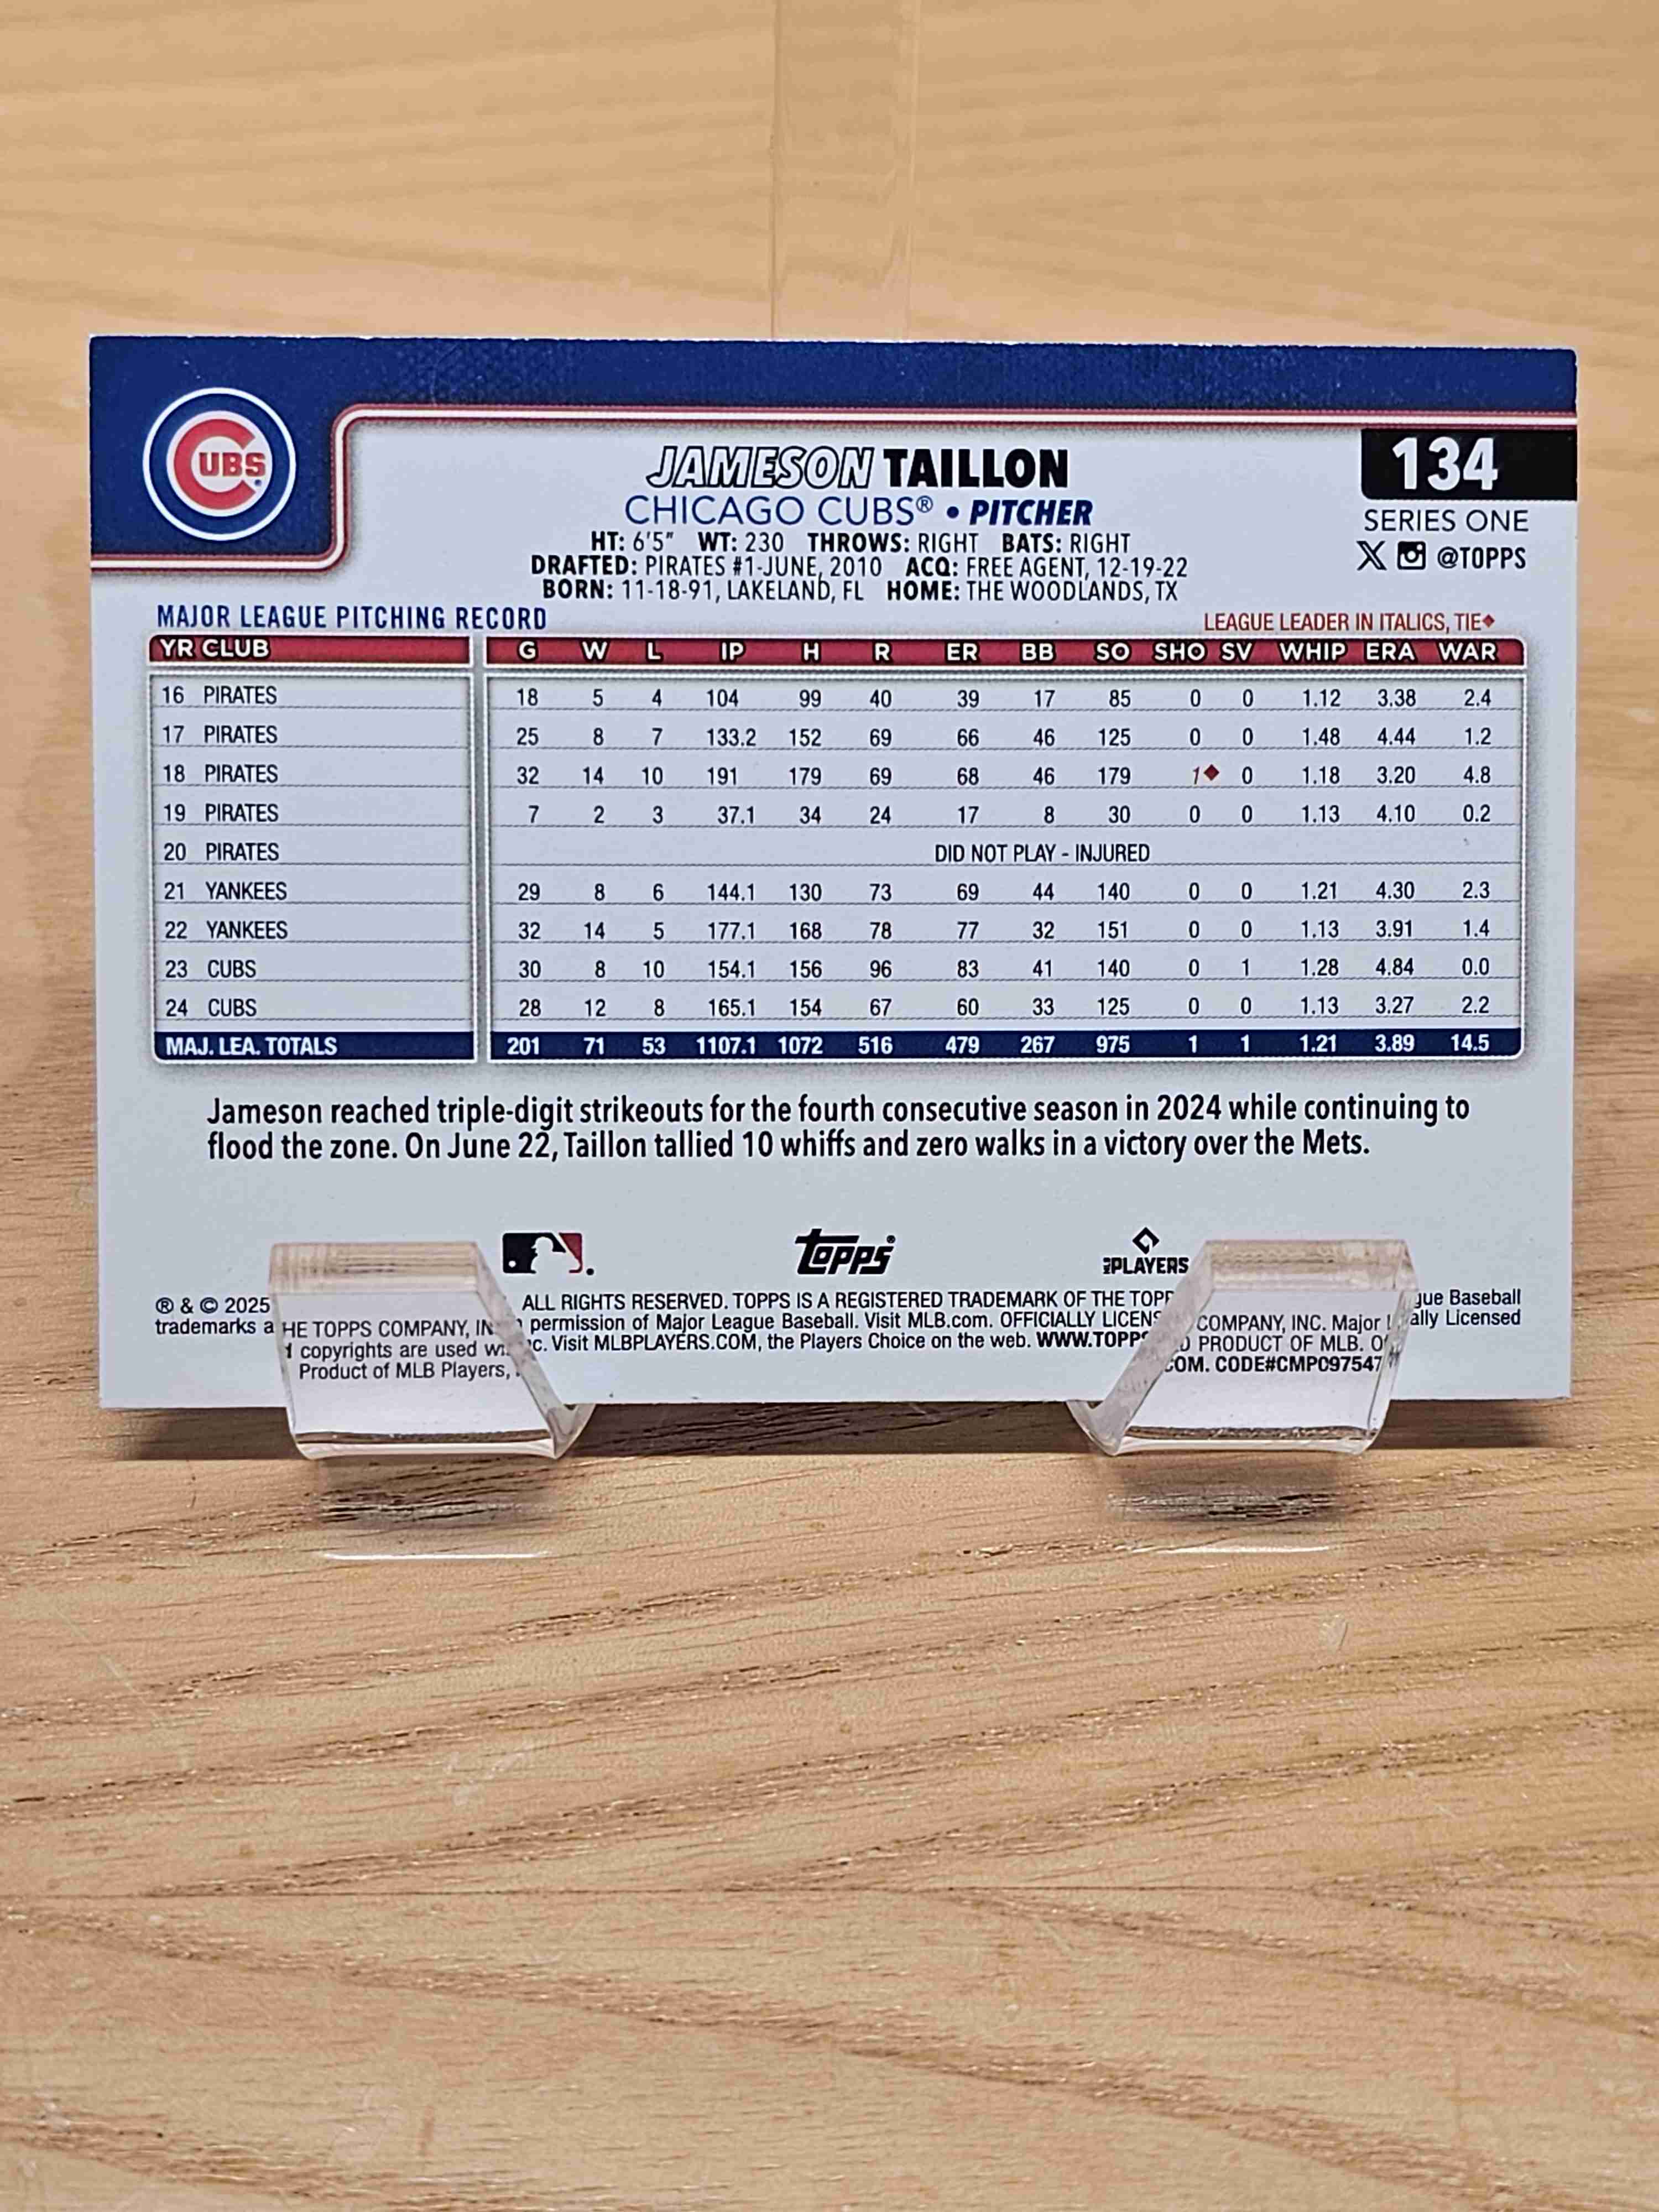 CUBS
JAMESON TAILLON
134
CHICAGO CUBS® • PITCHER
SERIES ONE
HT: 6'5" WT: 230 THROWS: RIGHT BATS: RIGHT
X @TOPPS
DRAFTED: PIRATES #1-JUNE, 2010 ACQ: FREE AGENT, 12-19-22
BORN: 11-18-91, LAKELAND, FL HOME: THE WOODLANDS, TX
MAJOR LEAGUE PITCHING RECORD LEAGUE LEADER IN ITALICS, TIE♦
YR CLUB G W L IP H R ER BB SO SHO SV WHIP ERA WAR
16 PIRATES 18 5 4 104 99 40 39 17 85 0 0 1.12 3.38 2.4
17 PIRATES 25 8 7 133.2 152 69 66 46 125 0 0 1.48 4.44 1.2
18 PIRATES 32 14 10 191 179 69 68 46 179 1♦ 0 1.18 3.20 4.8
19 PIRATES 7 2 3 37.1 34 24 17 8 30 0 0 1.13 4.10 0.2
20 PIRATES DID NOT PLAY - INJURED
21 YANKEES 29 8 6 144.1 130 73 69 44 140 0 0 1.21 4.30 2.3
22 YANKEES 32 14 5 177.1 168 78 77 32 151 0 0 1.13 3.91 1.4
23 CUBS 30 8 10 154.1 156 96 83 41 140 0 1 1.28 4.84 0.0
24 CUBS 28 12 8 165.1 154 67 60 33 125 0 0 1.13 3.27 2.2
MAJ. LEA. TOTALS 201 71 53 1107.1 1072 516 479 267 975 1 1 1.21 3.89 14.5
Jameson reached triple-digit strikeouts for the fourth consecutive season in 2024 while continuing to
flood the zone. On June 22, Taillon tallied 10 whiffs and zero walks in a victory over the Mets.
Topps® PLAYERS
® & © 2025 THE TOPPS COMPANY, INC. ALL RIGHTS RESERVED. TOPPS IS A REGISTERED TRADEMARK OF THE TOPPS COMPANY, INC. Major League Baseball
trademarks and copyrights are used with permission of Major League Baseball. Visit MLB.com. OFFICIALLY LICENSED PRODUCT OF MLB. Officially Licensed
Product of MLB Players, Inc. Visit MLBPLAYERS.COM, the Players Choice on the web. WWW.TOPPS.COM. CODE#CMP097547